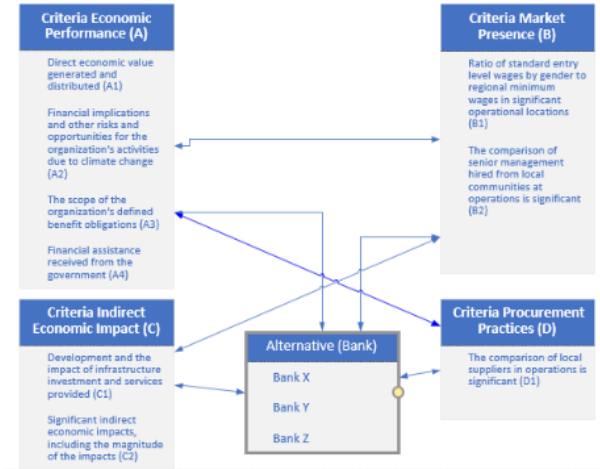 Criteria Economic
Performance (A)
Direct economic value
generated and
distributed (A1)
Financial implications
and other risks and
opportunities for the
organization's activities
due to climate change
(A2)
The scope of the
organization's defined
benefit obligations (A3)
Financial assistance
received from the
government (A4)
Criteria Market
Presence (B)
Ratio of standard entry
level wages by gender to
regional minimum
wages in significant
operational locations
(B1)
The comparison of
senior management
hired from local
communities at
operations is significant
(B2)
Criteria Indirect
Economic Impact (C)
Development and the
impact of infrastructure
investment and services
provided (C1)
Significant indirect
economic impacts,
including the magnitude
of the impacts (C2)
Alternative (Bank)
Bank X
Bank Y
Bank Z
Criteria Procurement
Practices (D)
The comparison of local
suppliers in operations is
significant (D1)